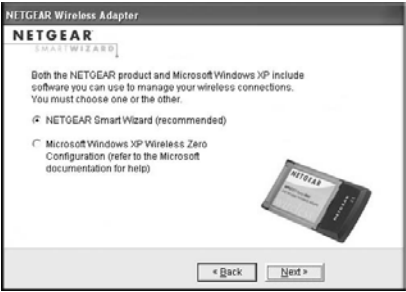 NETGEAR Wireless Adapter
NETGEAR
SMARTWIZARD
Both the NETGEAR product and Microsoft Windows XP include
software you can use to manage your wireless connections.
You must choose one or the other.
NETGEAR Smart Wizard (recommended)
Microsoft Windows XP Wireless Zero
Configuration (refer to the Microsoft
documentation for help)
NETGEAR
< Back
Next >